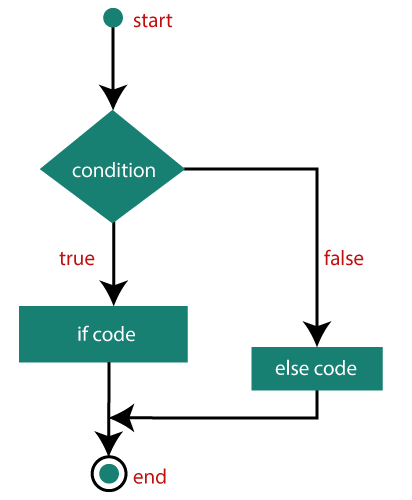 start
condition
true
false
if code
else code
end